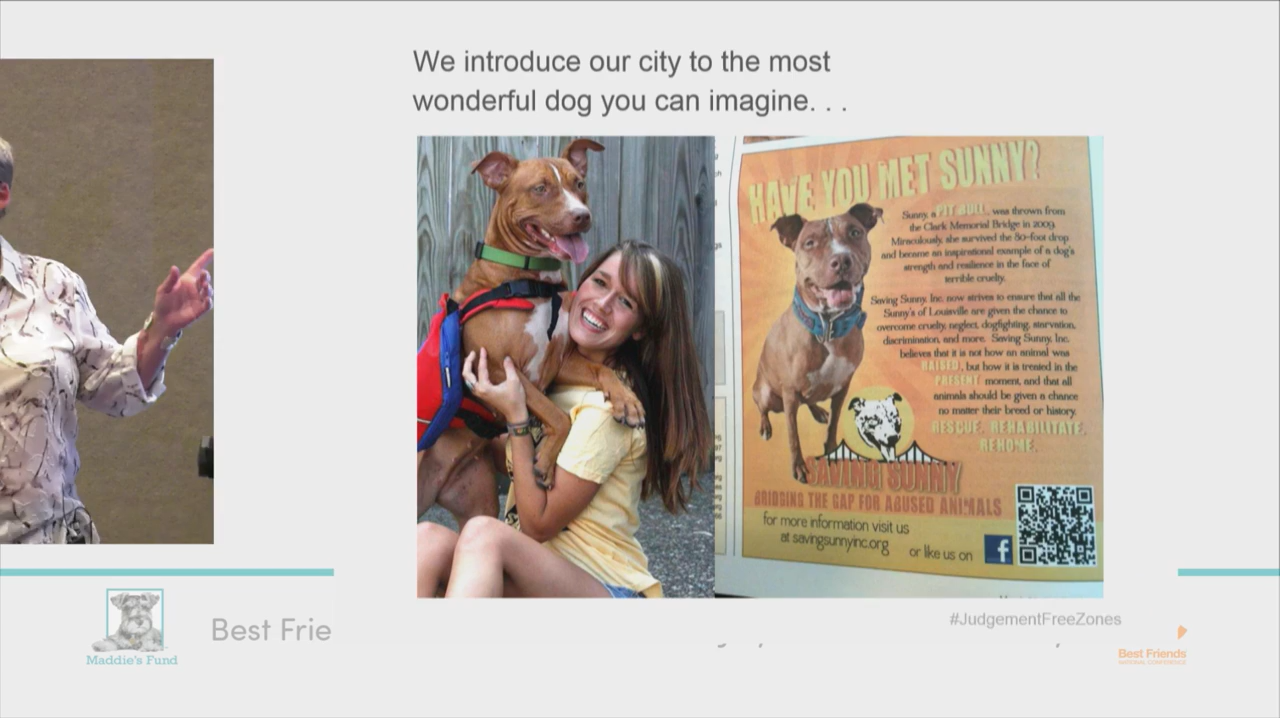 We introduce our city to the most
wonderful dog you can imagine. . .
HAVE YOU MET SUNNY?
Sunny, a PIT BULL, was thrown from
the Clark Memorial Bridge in 2009.
Miraculously, she survived the 80-foot drop
and became an inspirational example of a dog's
strength and resilience in the face of
terrible cruelty.
Saving Sunny, Inc. now strives to ensure that all the
Sunny's of Louisville are given the chance to
overcome cruelty, neglect, dogfighting, starvation,
discrimination, and more. Saving Sunny, Inc.
believes that it is not how an animal was
RAISED, but how it is treated in the
PRESENT moment, and that all
animals should be given a chance
no matter their breed or history.
RESCUE. REHABILITATE.
REHOME.
SAVING SUNNY
BRIDGING THE GAP FOR ABUSED ANIMALS
for more information visit us
at savingsunnyinc.org or like us on f
#JudgementFreeZones
Maddie's Fund
Best Frie
Best Friends
NATIONAL CONFERENCE